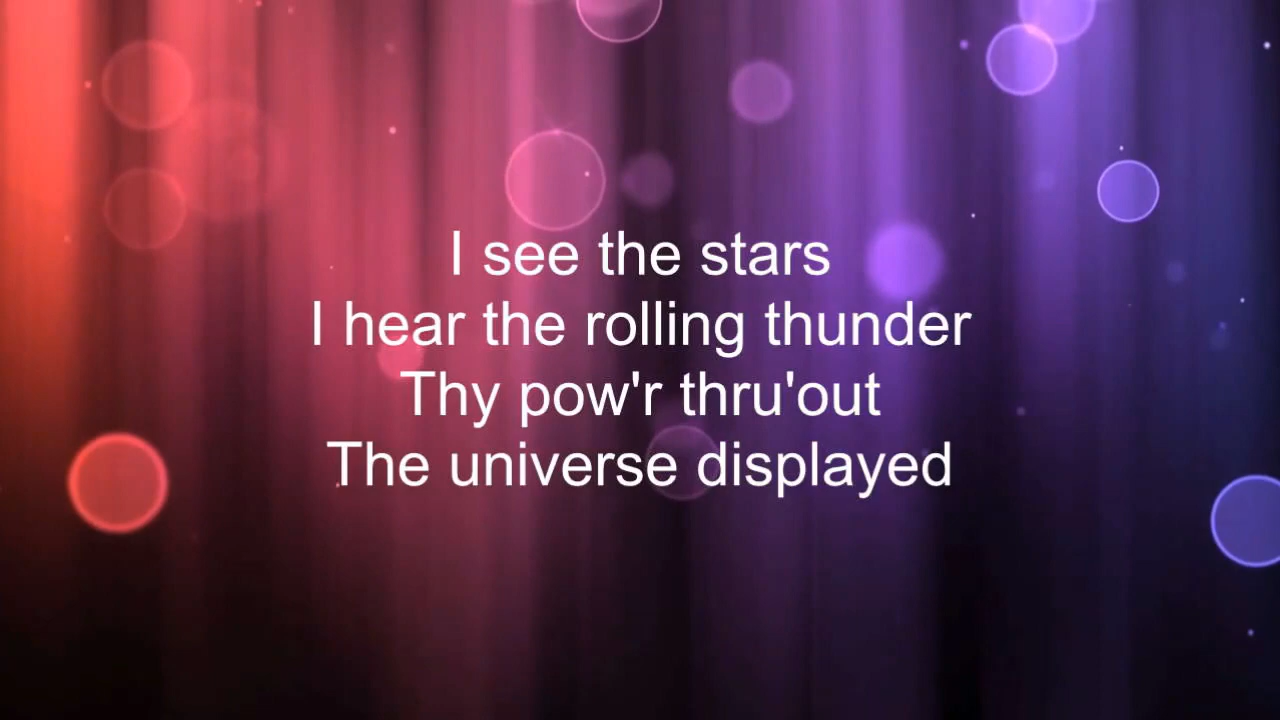 I see the stars
I hear the rolling thunder
Thy pow'r thru'out
The universe displayed